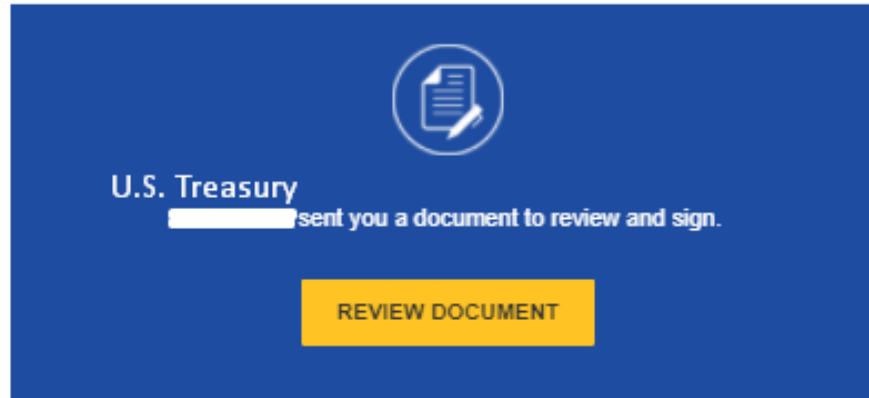 U.S. Treasury
sent you a document to review and sign.
REVIEW DOCUMENT